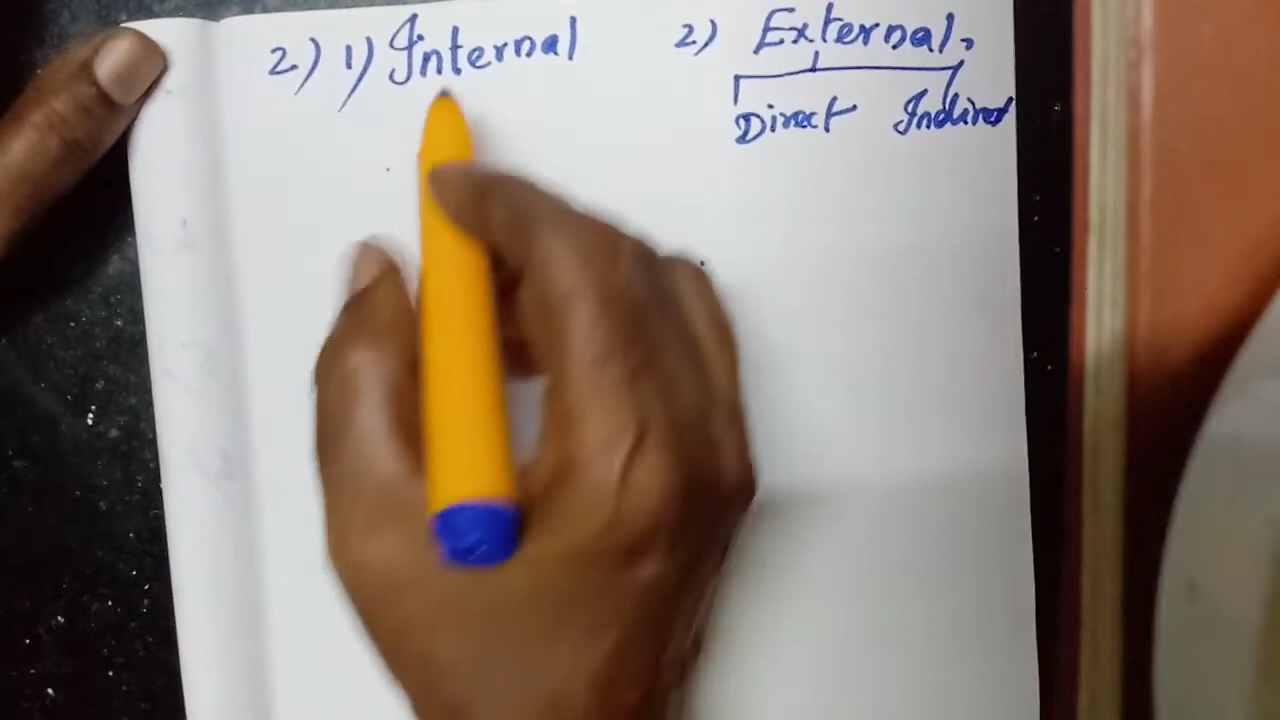 2) 1) Internal 2) External.
Direct Indirect